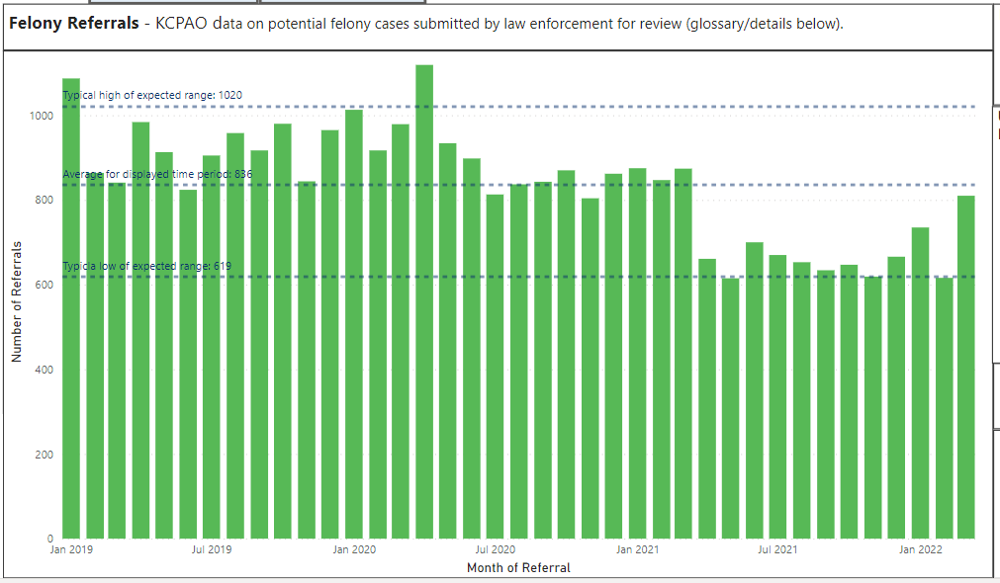 Felony Referrals - KCPAO data on potential felony cases submitted by law enforcement for review (glossary/details below).
Typical high of expected range: 1020
1000
Average for displayed time period: 836
800
Typicla low of expected range: 619
600
Number of Referrals
400
200
0
Jan 2019 Jul 2019 Jan 2020 Jul 2020 Jan 2021 Jul 2021 Jan 2022
Month of Referral